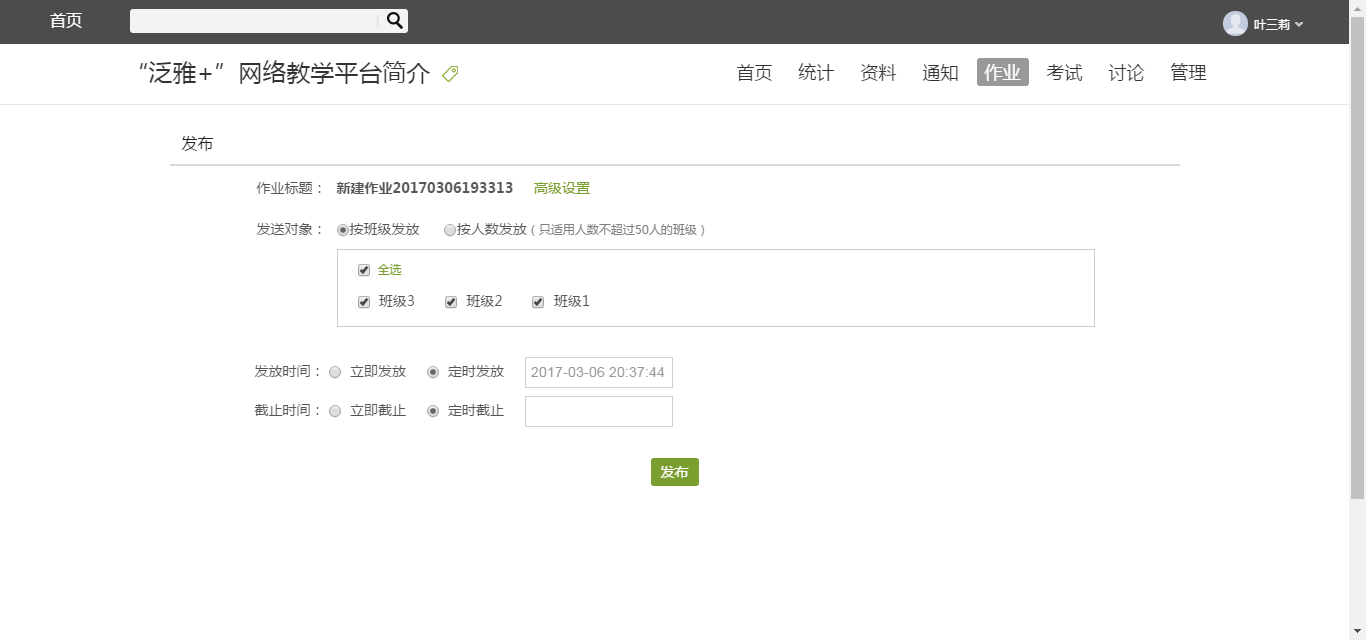 首页
叶三莉
“泛雅+”网络教学平台简介
首页 统计 资料 通知 作业 考试 讨论 管理
发布
作业标题： 新建作业20170306193313 高级设置
发送对象： 按班级发放 按人数发放（只适用人数不超过50人的班级）
全选
班级3 班级2 班级1
发放时间： 立即发放 定时发放 2017-03-06 20:37:44
截止时间： 立即截止 定时截止
发布